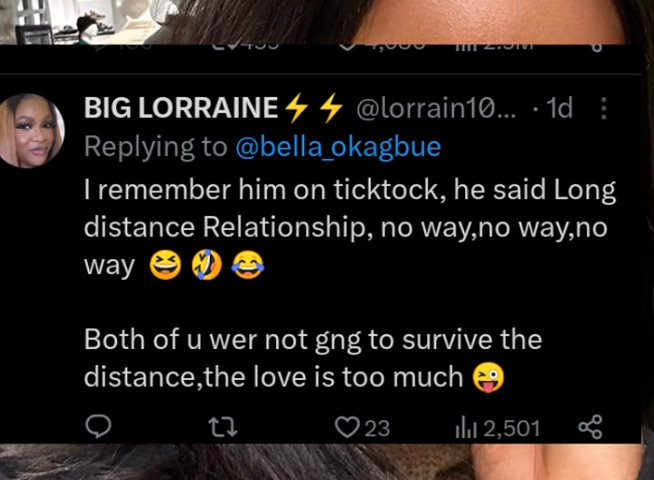 2.5M
BIG LORRAINE⚡⚡ @lorrain10... · 1d
Replying to @bella_okagbue
I remember him on ticktock, he said Long
distance Relationship, no way,no way,no
way 😆 🤣 😂
Both of u wer not gng to survive the
distance,the love is too much 😜
23 2,501